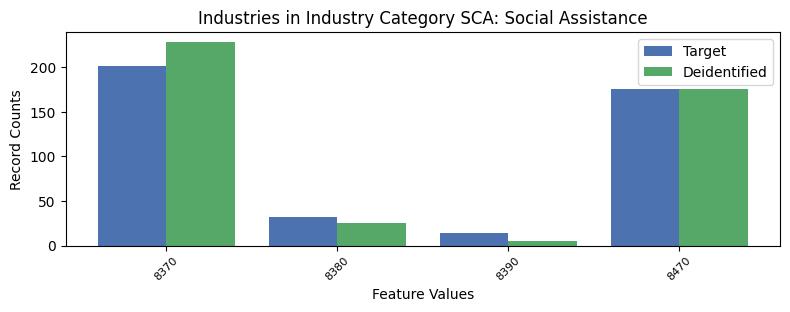 Industries in Industry Category SCA: Social Assistance
Target
Deidentified
Record Counts
200
150
100
50
0
8370
8380
8390
8470
Feature Values